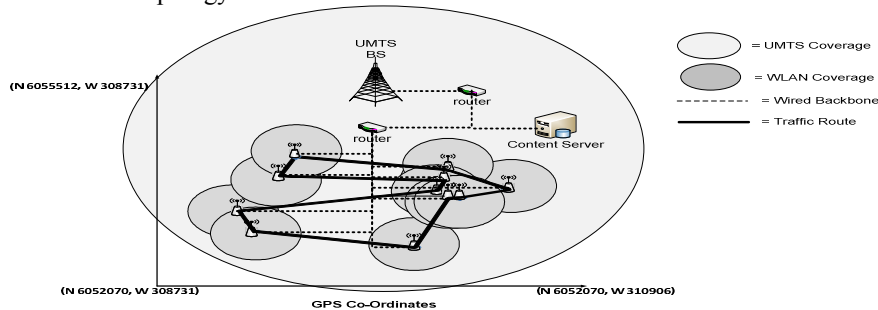 UMTS
BS
= UMTS Coverage
= WLAN Coverage
(N 6055512, W 308731)
router
= Wired Backbone
= Traffic Route
router
Content Server
(N 6052070, W 308731)
(N 6052070, W 310906)
GPS Co-Ordinates